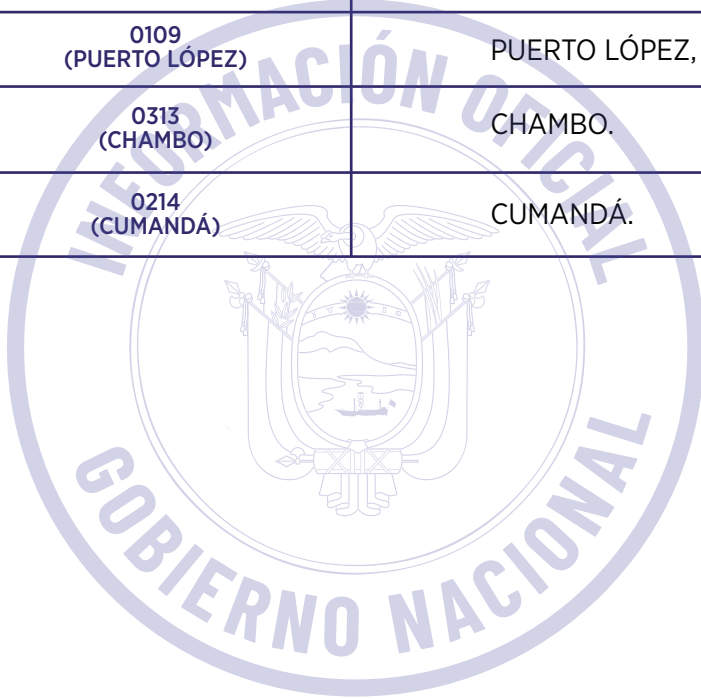 0109
(PUERTO LÓPEZ)
PUERTO LÓPEZ,
0313
(CHAMBO)
CHAMBO.
0214
(CUMANDÁ)
CUMANDÁ.
INFORMACIÓN OFICIAL
GOBIERNO NACIONAL